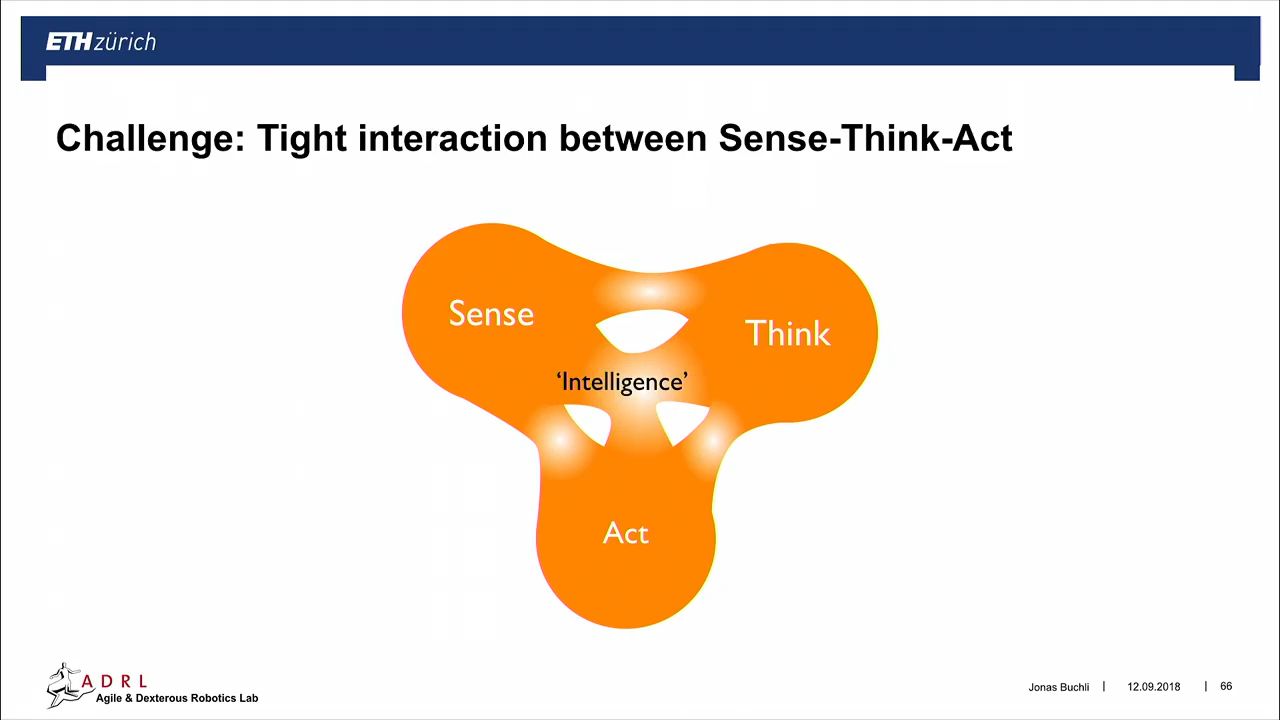 ETH zürich
Challenge: Tight interaction between Sense-Think-Act
Sense
Think
‘Intelligence’
Act
A D R L
Agile & Dexterous Robotics Lab
Jonas Buchli | 12.09.2018 | 66